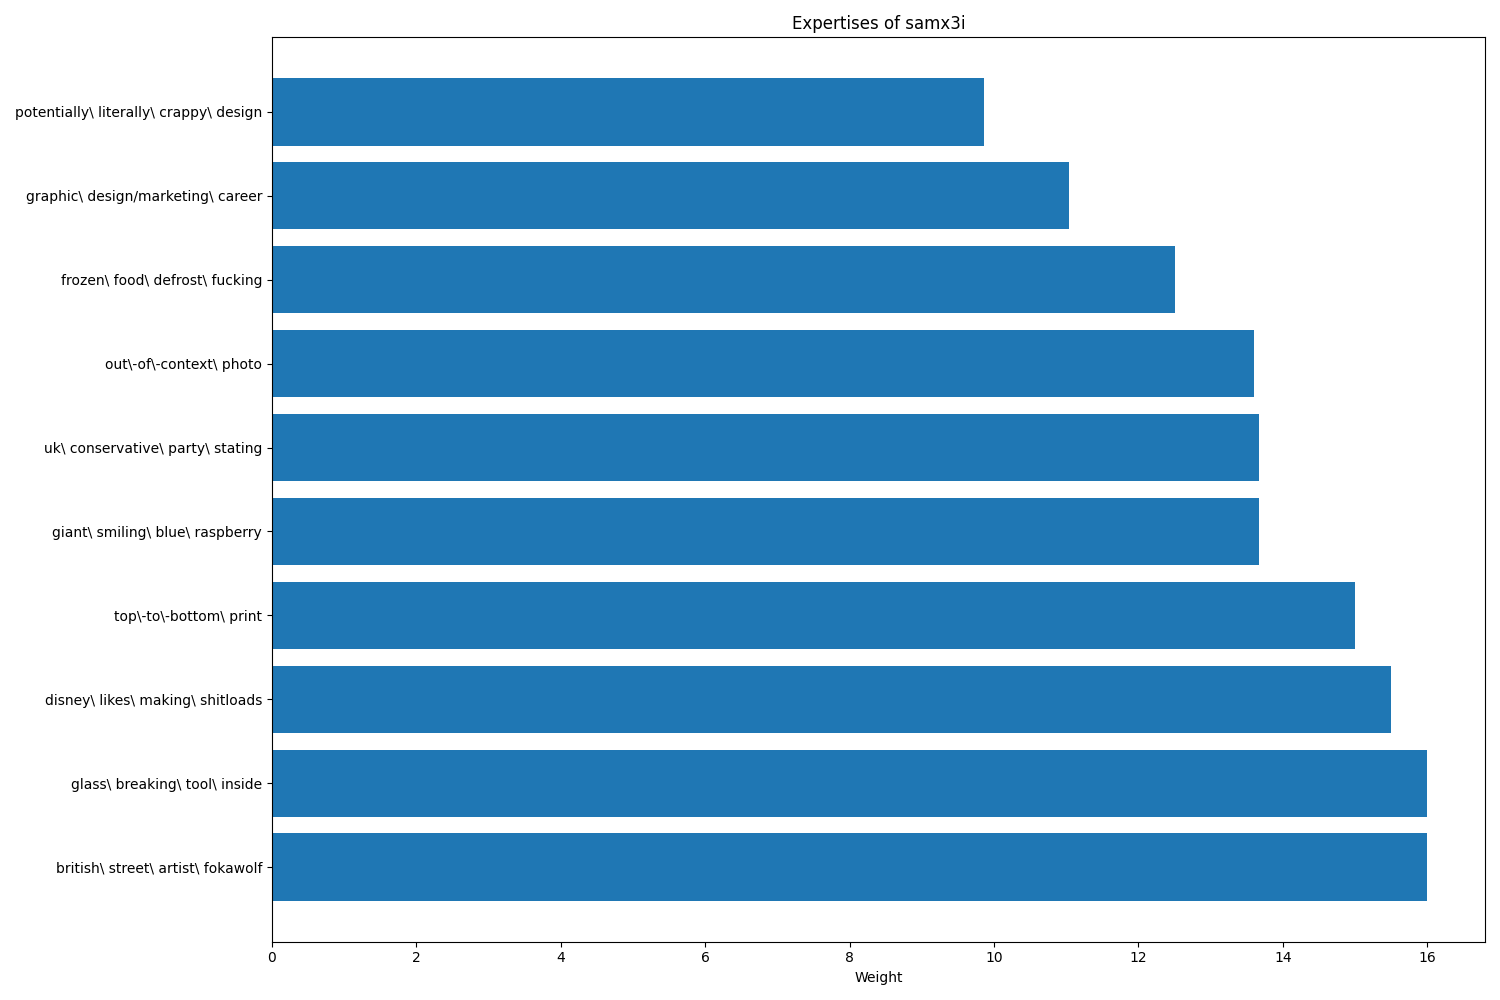 Expertises of samx3i
potentially\ literally\ crappy\ design
graphic\ design/marketing\ career
frozen\ food\ defrost\ fucking
out\-of\-context\ photo
uk\ conservative\ party\ stating
giant\ smiling\ blue\ raspberry
top\-to\-bottom\ print
disney\ likes\ making\ shitloads
glass\ breaking\ tool\ inside
british\ street\ artist\ fokawolf
0 2 4 6 8 10 12 14 16
Weight